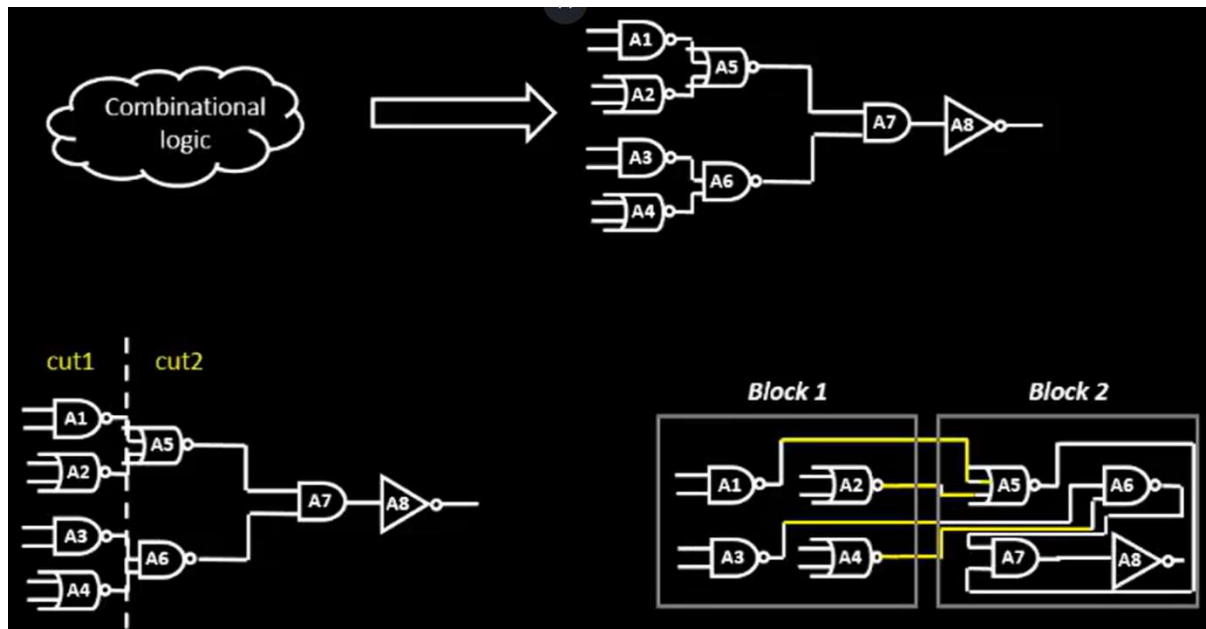 Combinational
logic
A1
A2
A3
A4
A5
A6
A7
A8
cut1
cut2
A1
A2
A3
A4
A5
A6
A7
A8
Block 1
Block 2
A1
A2
A3
A4
A5
A6
A7
A8